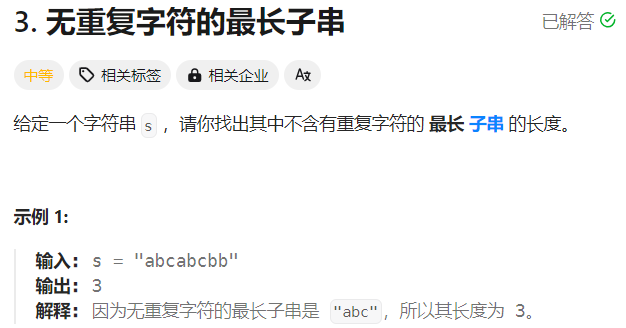 3. 无重复字符的最长子串 已解答
中等 相关标签 相关企业
给定一个字符串 s ，请你找出其中不含有重复字符的 最长 子串 的长度。
示例 1:
输入: s = "abcabcbb"
输出: 3
解释: 因为无重复字符的最长子串是 "abc"，所以其长度为 3。